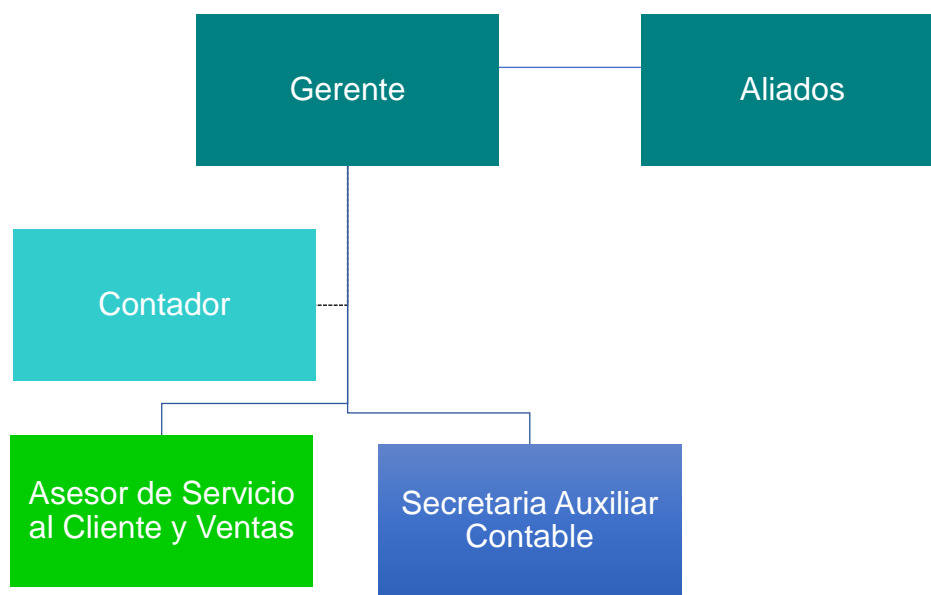 Gerente
Aliados
Contador
Asesor de Servicio
al Cliente y Ventas
Secretaria Auxiliar
Contable